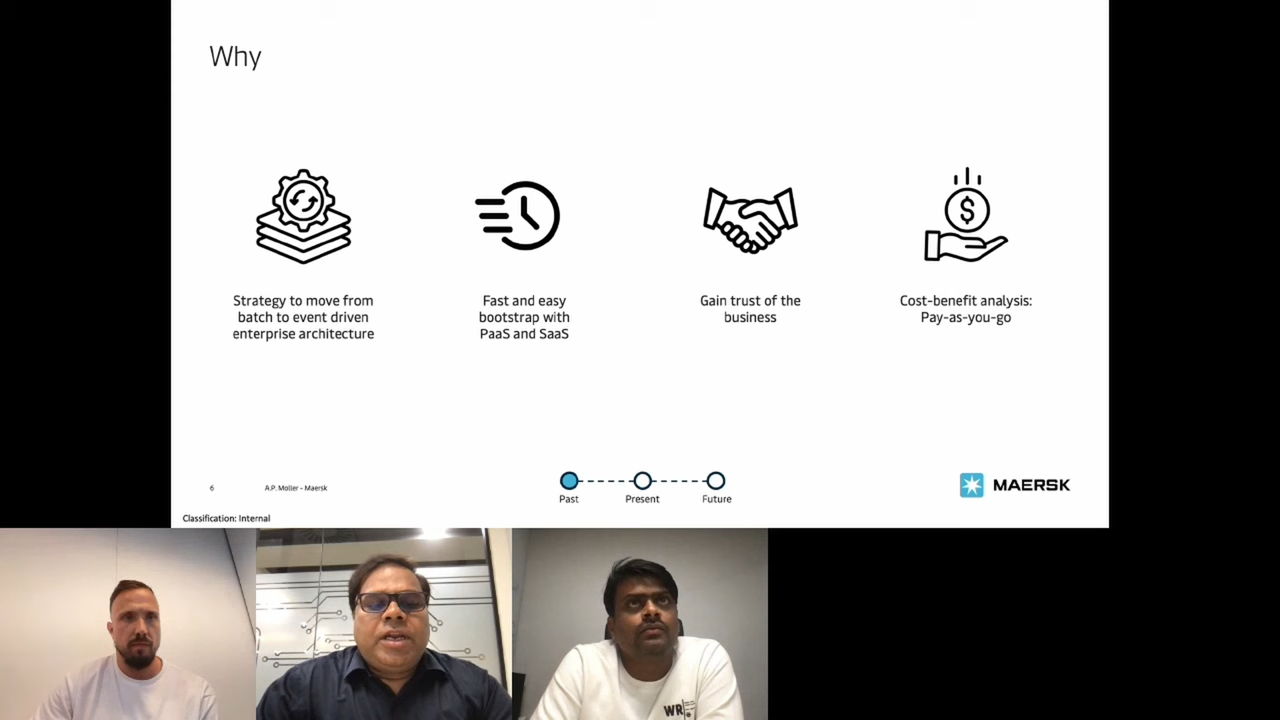 Why
$
Strategy to move from
batch to event driven
enterprise architecture
Fast and easy
bootstrap with
PaaS and SaaS
Gain trust of the
business
Cost-benefit analysis:
Pay-as-you-go
Past
Present
Future
6
A.P. Moller - Maersk
MAERSK
Classification: Internal
WR